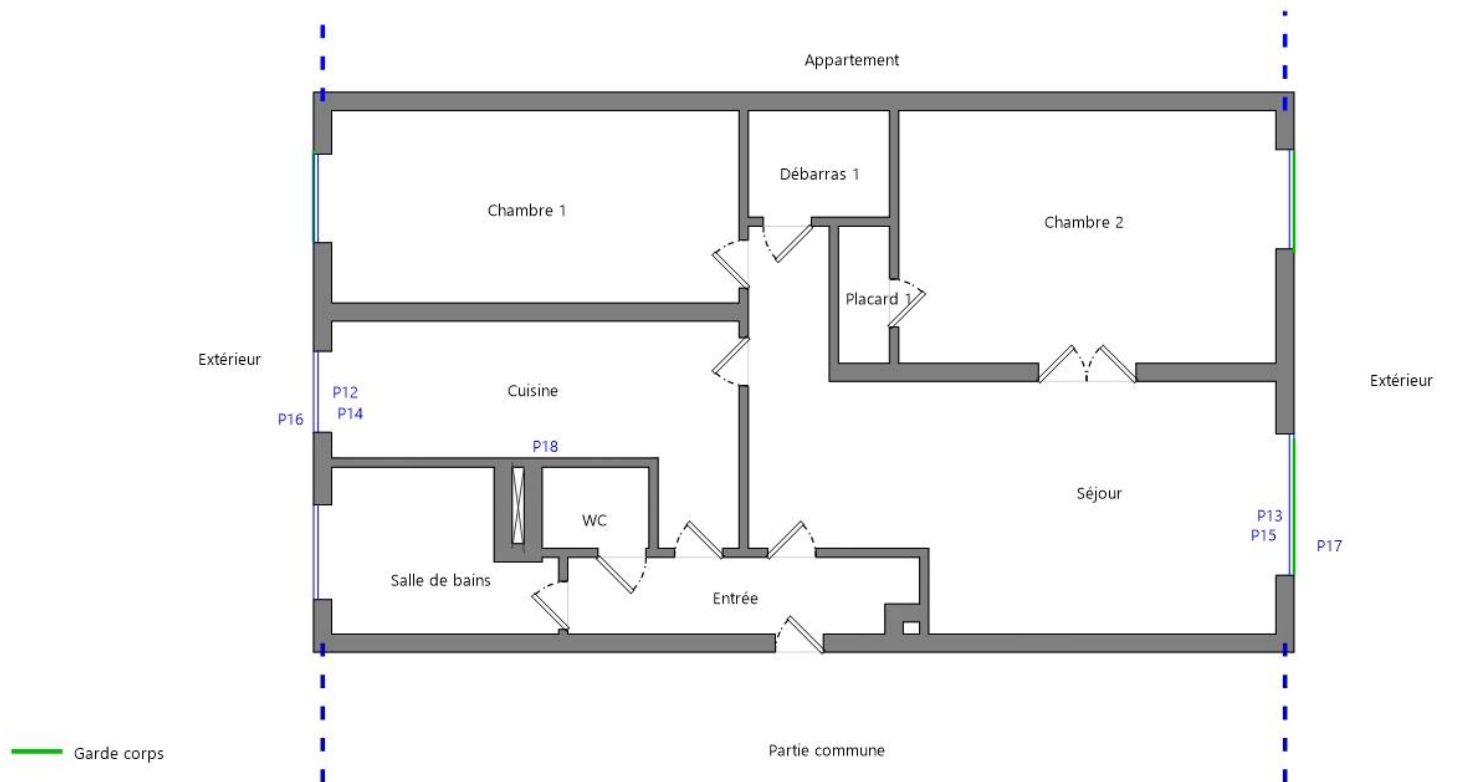 Appartement
Débarras 1
Chambre 1
Chambre 2
Placard 1
Extérieur
Extérieur
Cuisine
P12
P14
P16
P18
Séjour
P13
P15
P17
WC
Salle de bains
Entrée
Partie commune
Garde corps